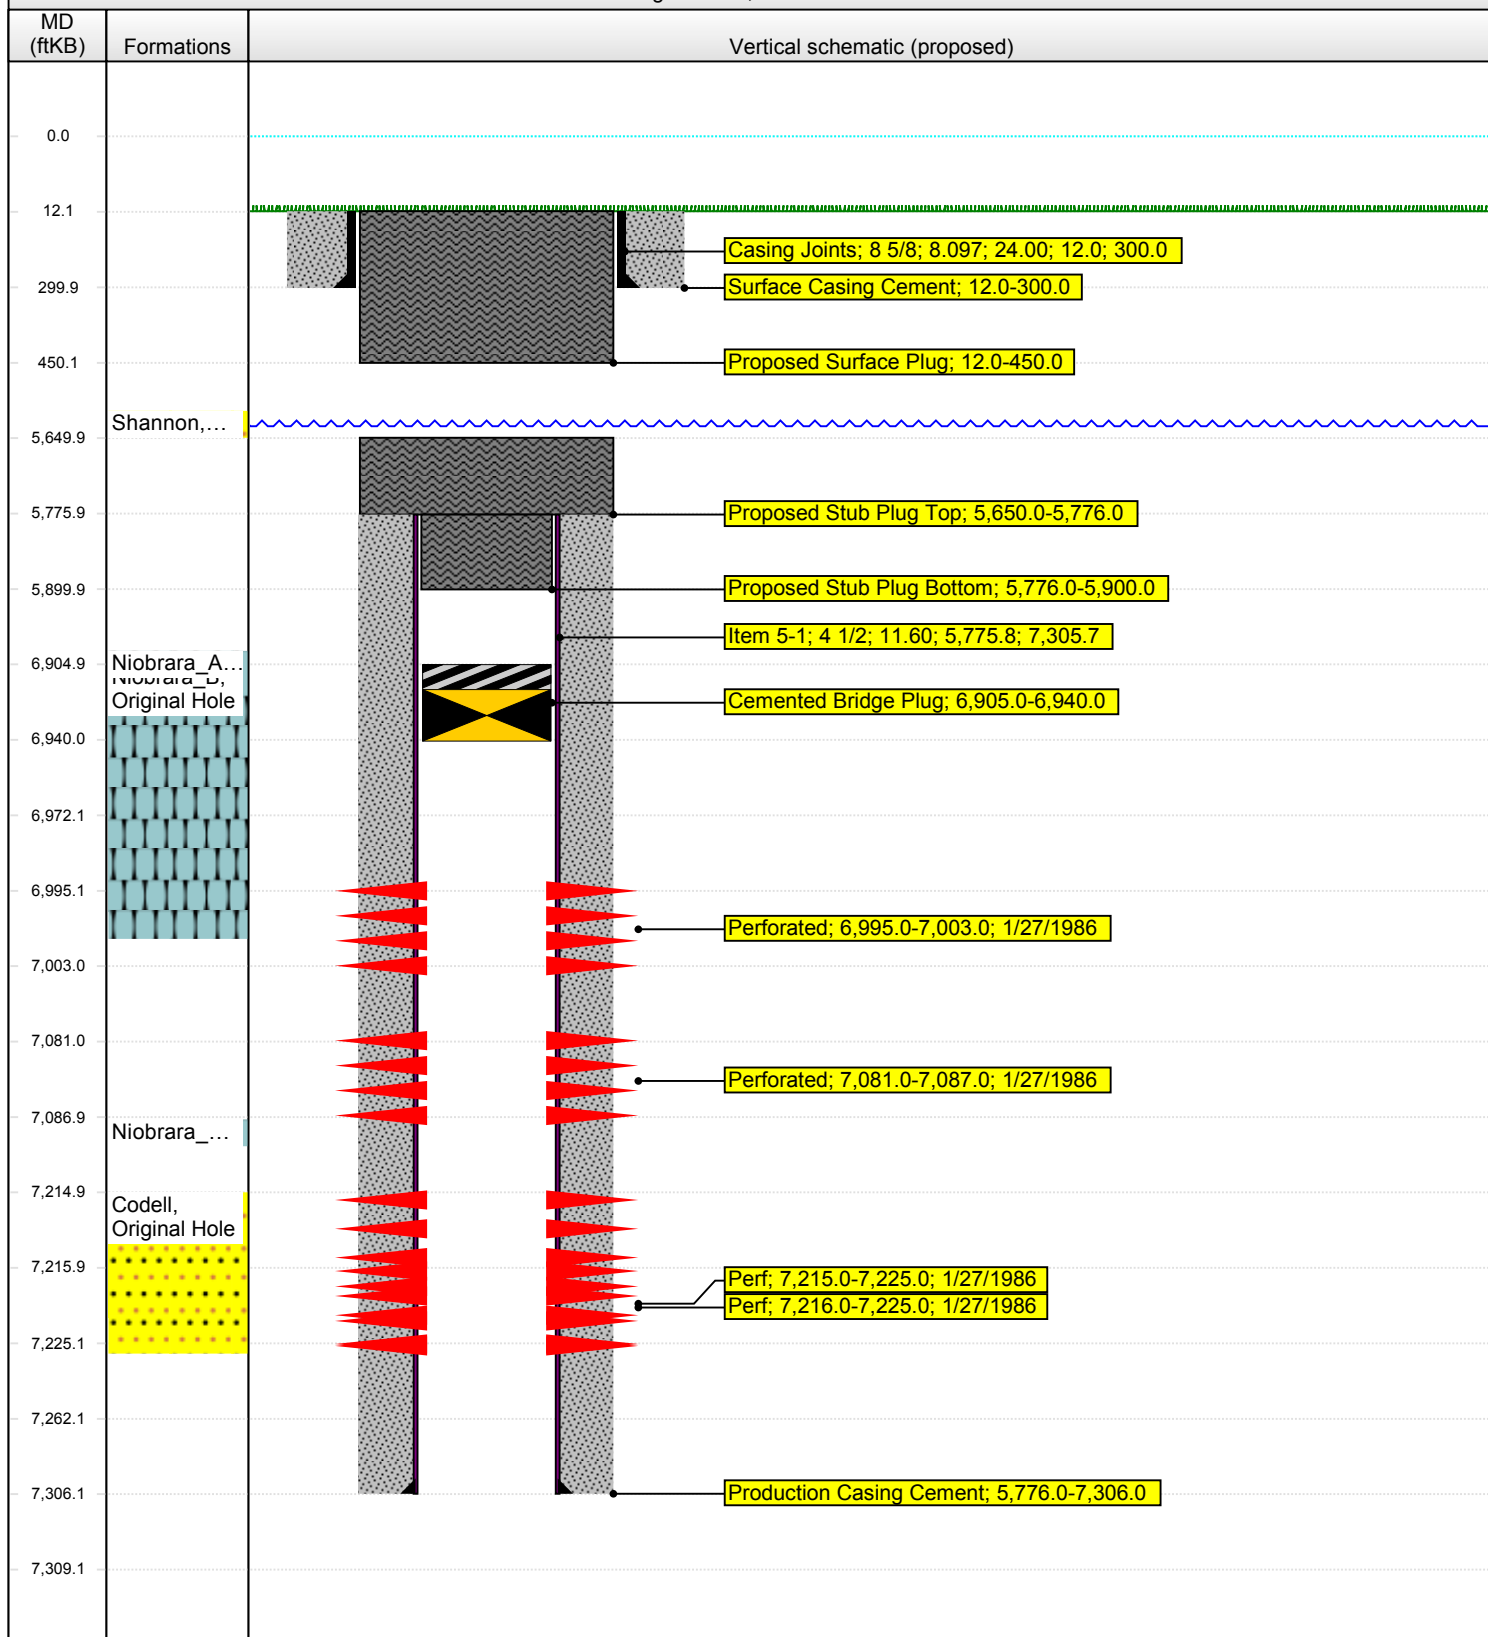 MD
(ftKB)
Formations
Vertical schematic (proposed)
0.0
12.1
Casing Joints; 8 5/8; 8.097; 24.00; 12.0; 300.0
299.9
Surface Casing Cement; 12.0-300.0
450.1
Proposed Surface Plug; 12.0-450.0
Shannon,...
5,649.9
5,775.9
Proposed Stub Plug Top; 5,650.0-5,776.0
5,899.9
Proposed Stub Plug Bottom; 5,776.0-5,900.0
Item 5-1; 4 1/2; 11.60; 5,775.8; 7,305.7
6,904.9
Niobrara_A...
Niobrara_B,
Original Hole
Cemented Bridge Plug; 6,905.0-6,940.0
6,940.0
6,972.1
6,995.1
Perforated; 6,995.0-7,003.0; 1/27/1986
7,003.0
7,081.0
Perforated; 7,081.0-7,087.0; 1/27/1986
7,086.9
Niobrara_...
7,214.9
Codell,
Original Hole
7,215.9
Perf; 7,215.0-7,225.0; 1/27/1986
Perf; 7,216.0-7,225.0; 1/27/1986
7,225.1
7,262.1
7,306.1
Production Casing Cement; 5,776.0-7,306.0
7,309.1